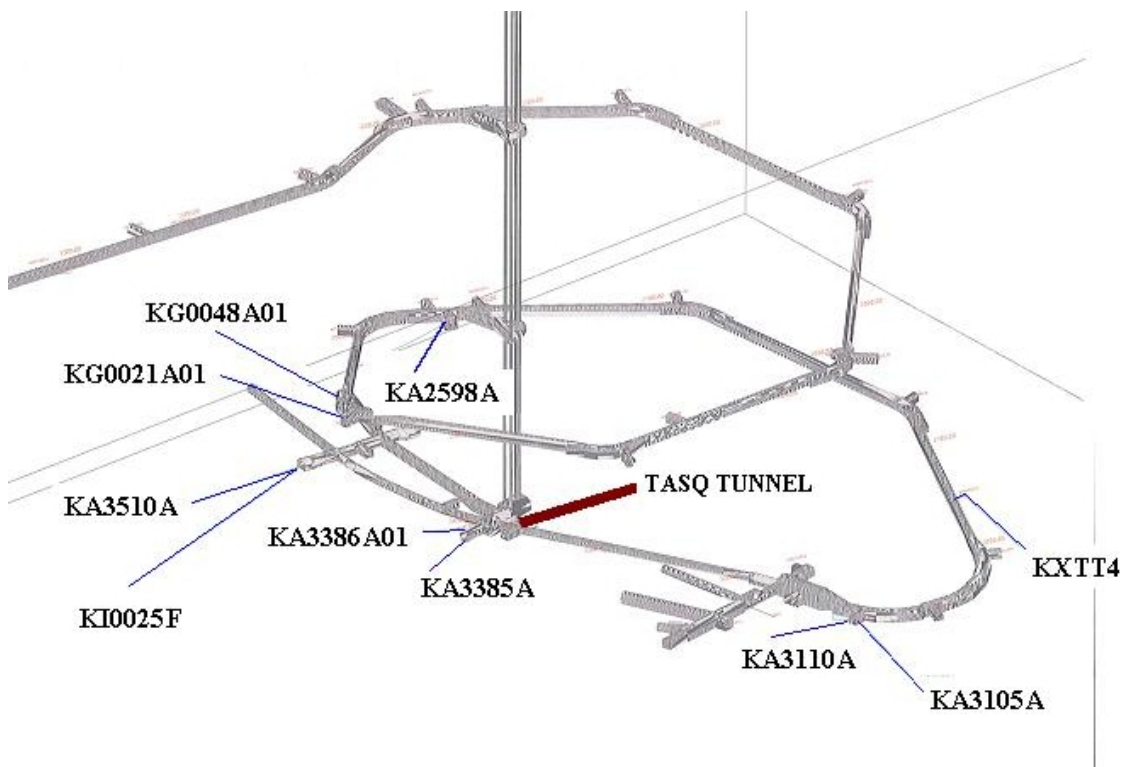 KG0048A01
KG0021A01
KA2598A
TASQ TUNNEL
KA3510A
KA3386A01
KXTT4
KA3385A
KI0025F
KA3110A
KA3105A